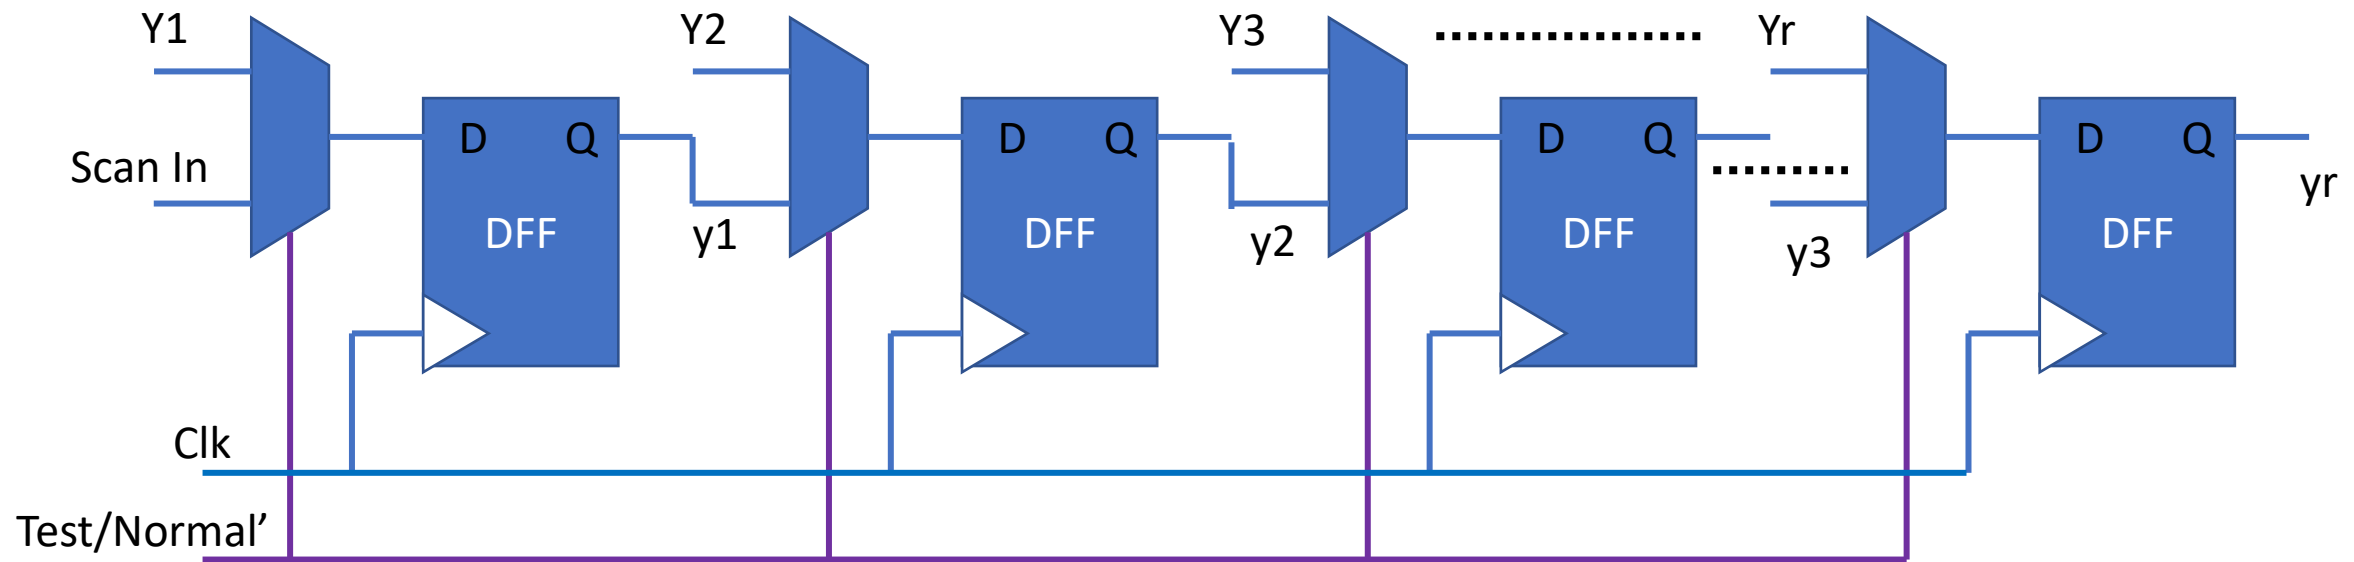 Y1
Y2
Y3
Yr
Scan In
D Q
D Q
D Q
D Q
DFF
DFF
DFF
DFF
y1
y2
y3
yr
Clk
Test/Normal’